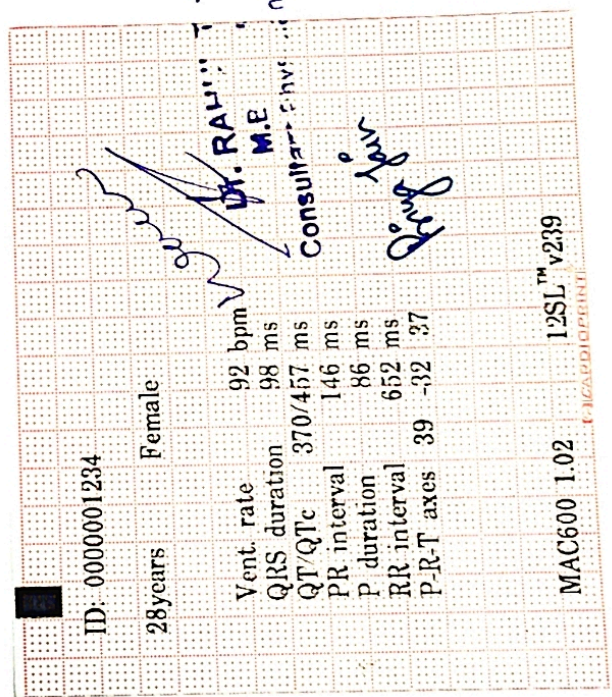 ID: 0000001234
28years Female
Vent. rate 92 bpm
QRS duration 98 ms
QT/QTc 370/457 ms
PR interval 146 ms
P duration 86 ms
RR interval 652 ms
P-R-T axes 39 -32 37
MAC600 1.02 12SL™ v239
CARDIOPRINT
Dr.
M.E
Consultant